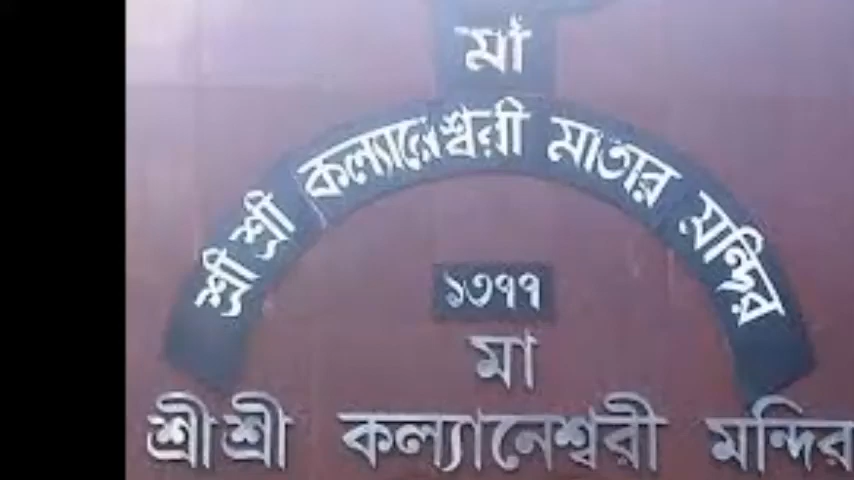 মাঁ
শ্রী শ্রী কল্যানেশ্বরী মাতার মন্দির
১৩৭৭
মা
শ্রীশ্রী কল্যানেশ্বরী মন্দির